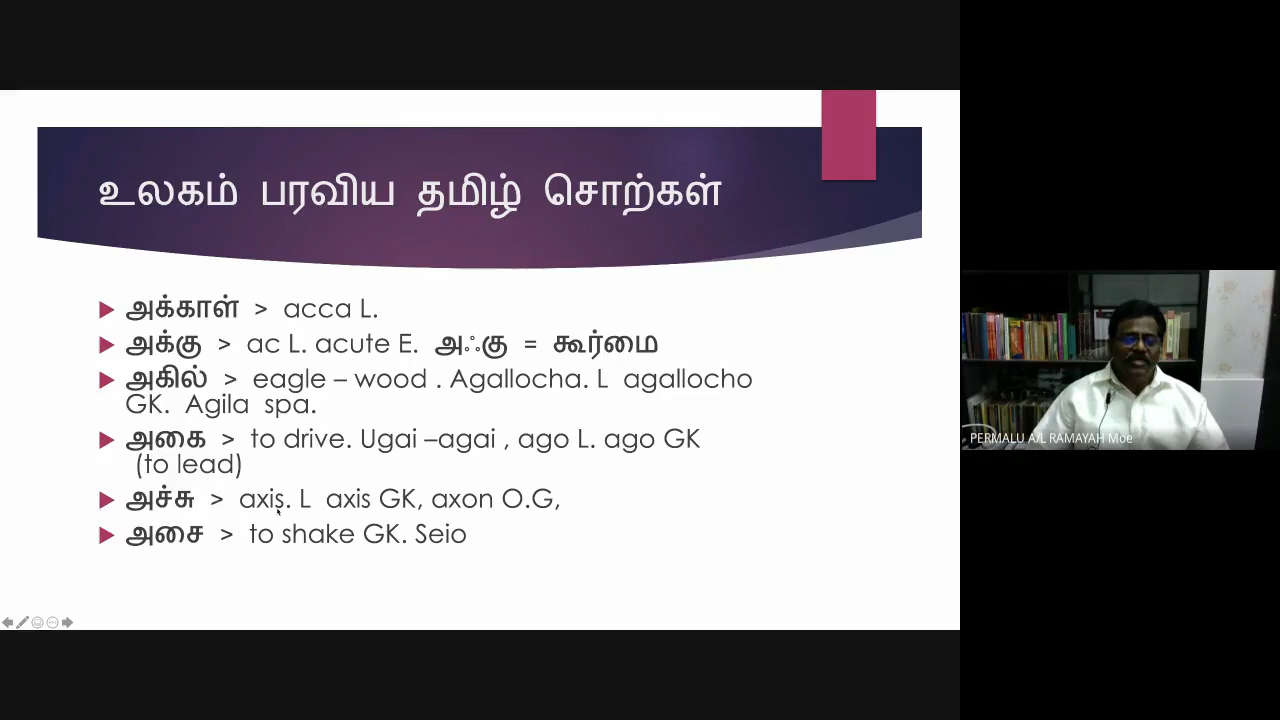 உலகம் பரவிய தமிழ் சொற்கள்
அக்காள் > acca L.
அக்கு > ac L. acute E. அஃகு = கூர்மை
அகில் > eagle – wood . Agallocha. L agallocho
GK. Agila spa.
அகை > to drive. Ugai –agai , ago L. ago GK
(to lead)
அச்சு > axis. L axis GK, axon O.G,
அசை > to shake GK. Seio
PERMALU A/L RAMAYAH Moe